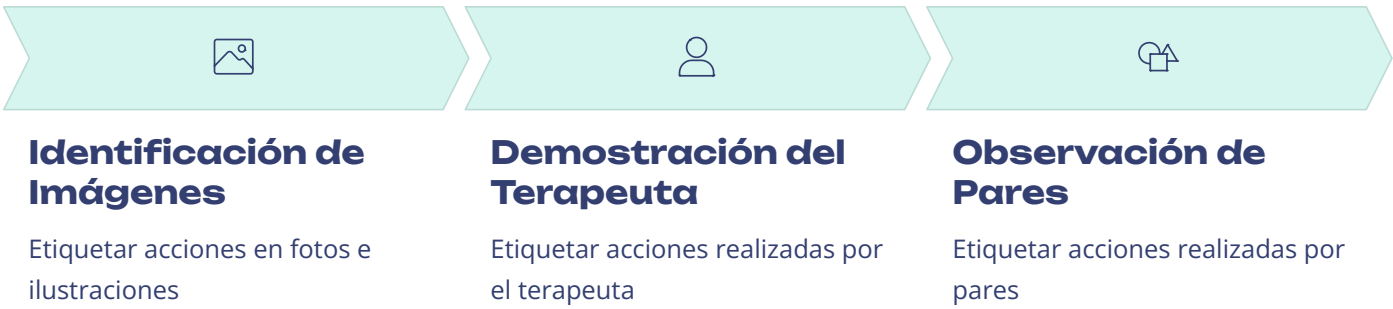 Identificación de
Imágenes
Etiquetar acciones en fotos e
ilustraciones
Demostración del
Terapeuta
Etiquetar acciones realizadas por
el terapeuta
Observación de
Pares
Etiquetar acciones realizadas por
pares